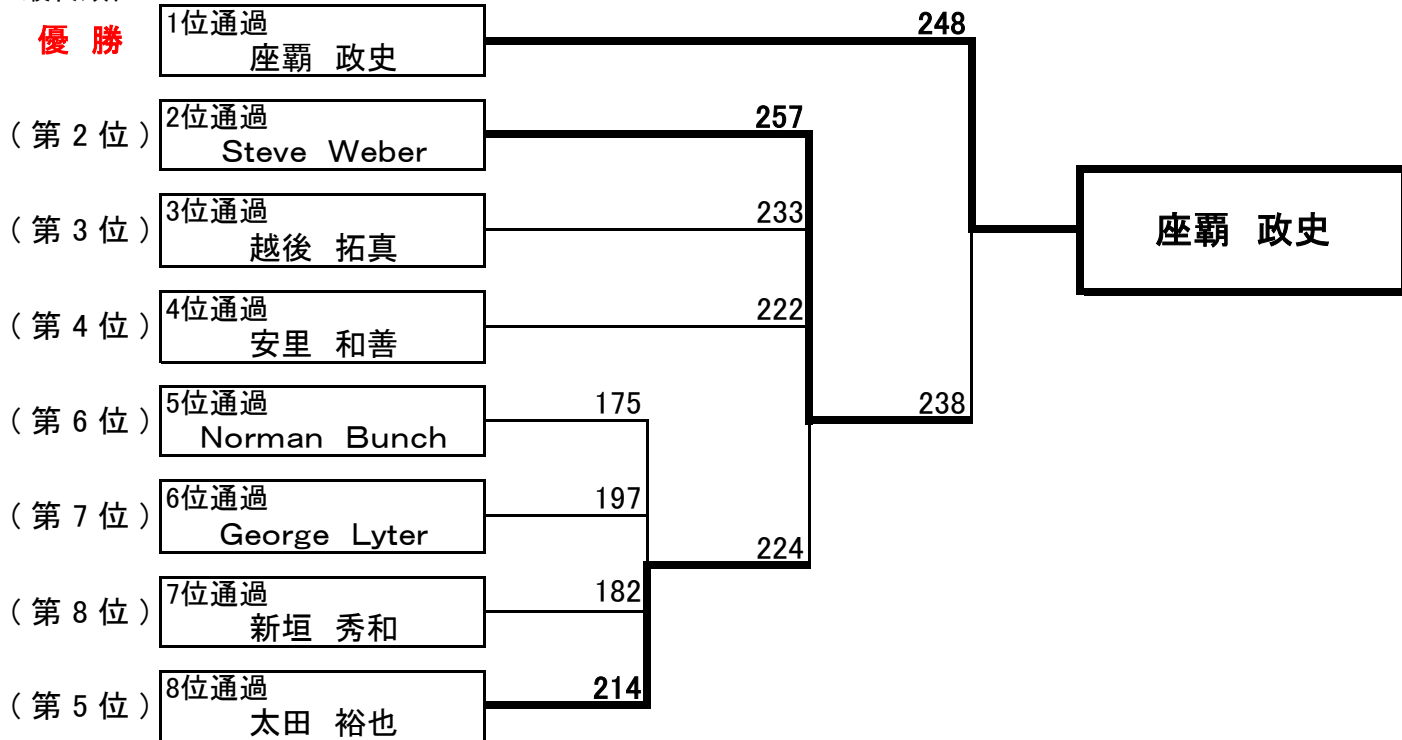 優 勝
1位通過
座覇 政史
248
(第2位)
2位通過
Steve Weber
257
(第3位)
3位通過
越後 拓真
233
座覇 政史
(第4位)
4位通過
安里 和善
222
(第6位)
5位通過
Norman Bunch
175
238
(第7位)
6位通過
George Lyter
197
224
(第8位)
7位通過
新垣 秀和
182
(第5位)
8位通過
太田 裕也
214